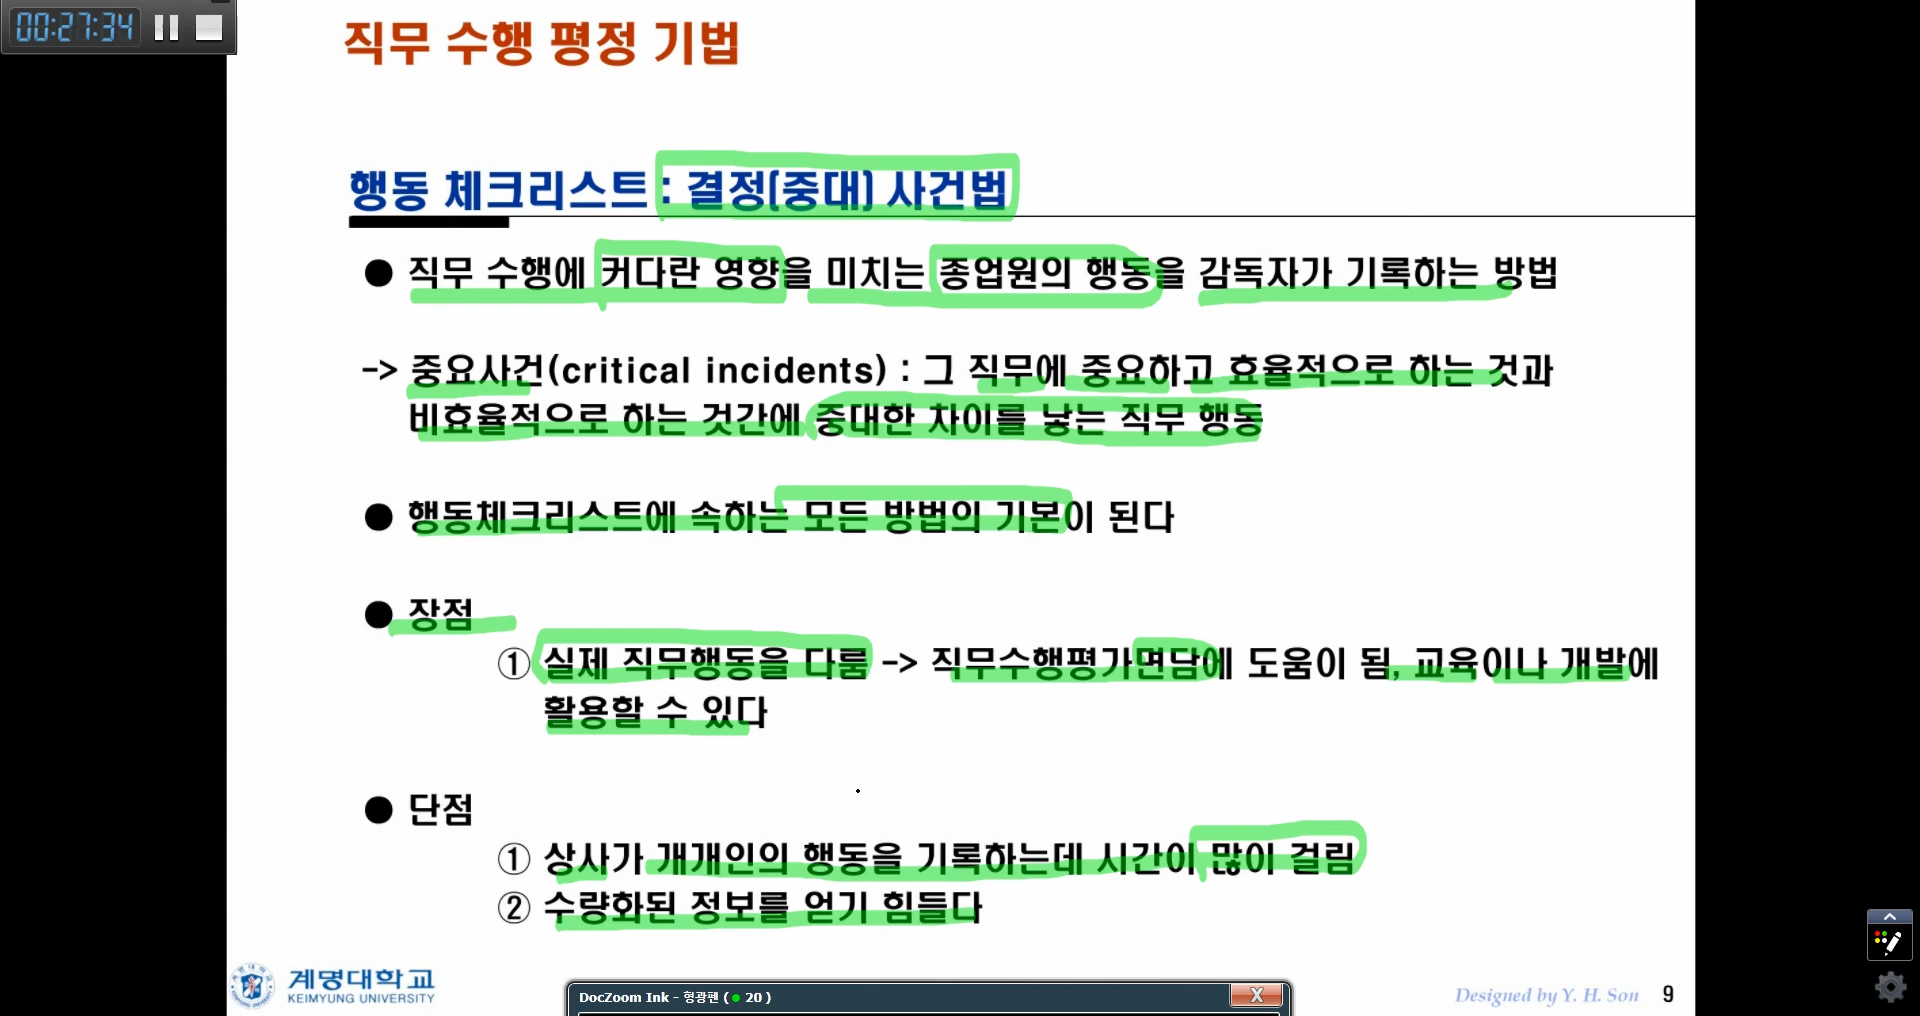 00:27:34
직무 수행 평정 기법
행동 체크리스트 : 결정(중대) 사건법
● 직무 수행에 커다란 영향을 미치는 종업원의 행동을 감독자가 기록하는 방법
-> 중요사건(critical incidents) : 그 직무에 중요하고 효율적으로 하는 것과
비효율적으로 하는 것간에 중대한 차이를 낳는 직무 행동
● 행동체크리스트에 속하는 모든 방법의 기본이 된다
● 장점
① 실제 직무행동을 다룸 -> 직무수행평가면담에 도움이 됨, 교육이나 개발에
활용할 수 있다
● 단점
① 상사가 개개인의 행동을 기록하는데 시간이 많이 걸림
② 수량화된 정보를 얻기 힘들다
계명대학교
KEIMYUNG UNIVERSITY
DocZoom Ink - 형광펜 ( ● 20 )
Designed by Y. H. Son 9